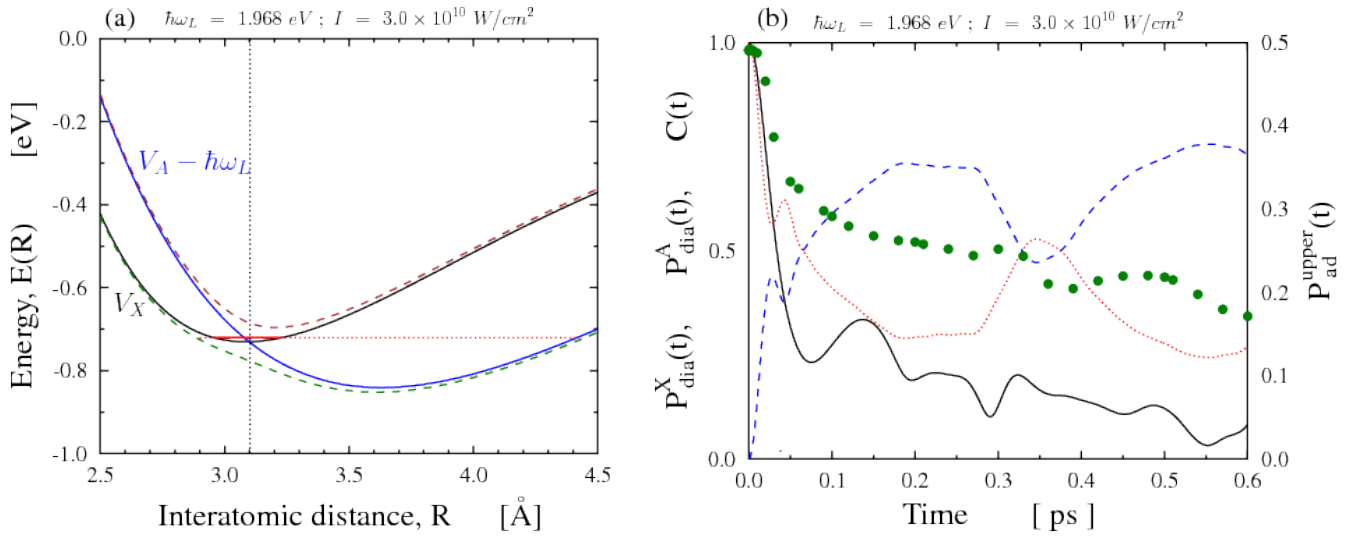 (a) ħω_L = 1.968 eV ; I = 3.0 × 10^10 W/cm^2
0.0
-0.2
-0.4
-0.6
-0.8
-1.0
Energy, E(R) [eV]
V_A − ħω_L
V_X
2.5 3.0 3.5 4.0 4.5
Interatomic distance, R [Å]
(b) ħω_L = 1.968 eV ; I = 3.0 × 10^10 W/cm^2
1.0
0.5
0.0
P^X_dia(t), P^A_dia(t), C(t)
0.5
0.4
0.3
0.2
0.1
0.0
P^upper_ad(t)
0.0 0.1 0.2 0.3 0.4 0.5 0.6
Time [ps]